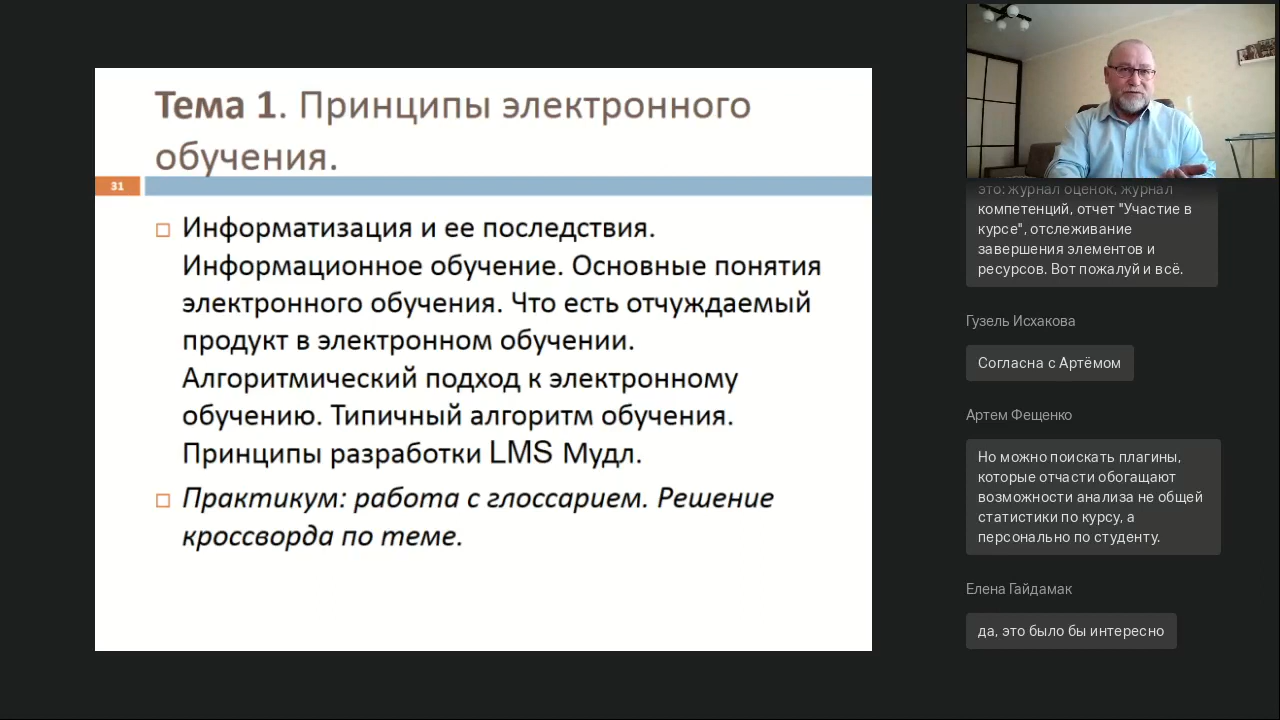 Тема 1. Принципы электронного
обучения.
31
Информатизация и ее последствия.
Информационное обучение. Основные понятия
электронного обучения. Что есть отчуждаемый
продукт в электронном обучении.
Алгоритмический подход к электронному
обучению. Типичный алгоритм обучения.
Принципы разработки LMS Мудл.
Практикум: работа с глоссарием. Решение
кроссворда по теме.
это: журнал оценок, журнал
компетенций, отчет "Участие в
курсе", отслеживание
завершения элементов и
ресурсов. Вот пожалуй и всё.
Гузель Исхакова
Согласна с Артёмом
Артем Фещенко
Но можно поискать плагины,
которые отчасти обогащают
возможности анализа не общей
статистики по курсу, а
персонально по студенту.
Елена Гайдамак
да, это было бы интересно